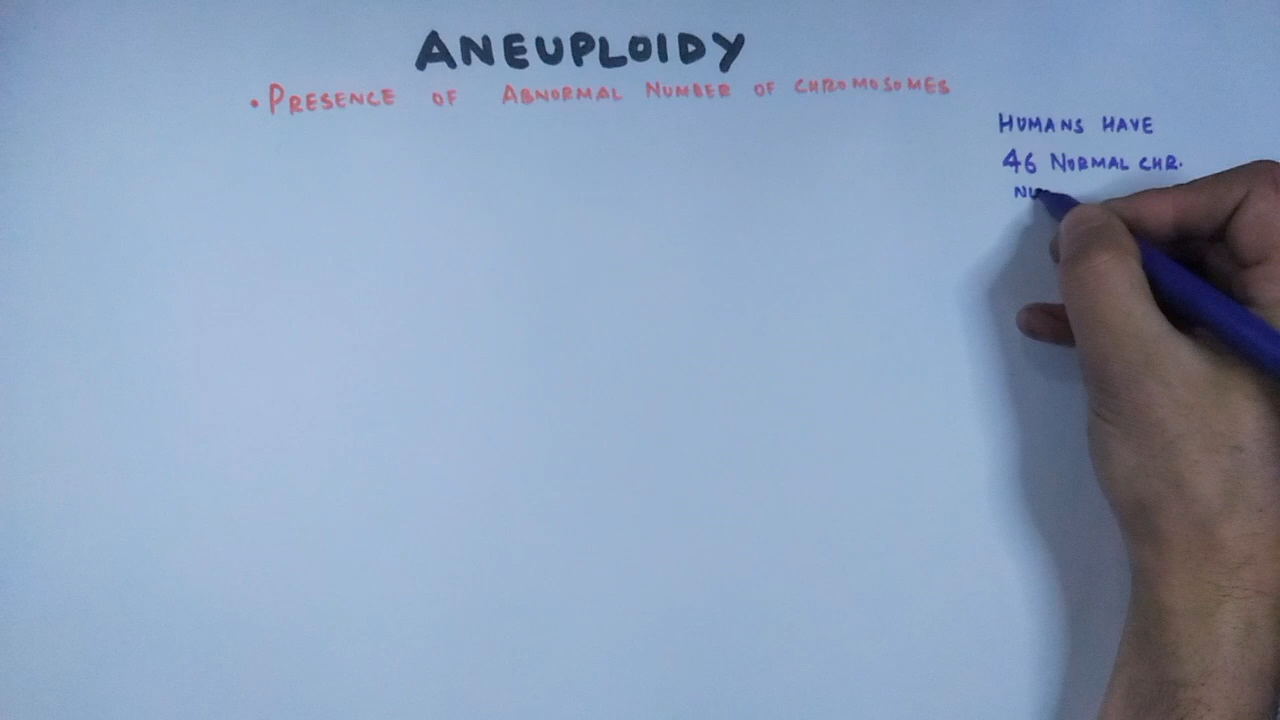 ANEUPLOIDY
• PRESENCE OF ABNORMAL NUMBER OF CHROMOSOMES
HUMANS HAVE
46 NORMAL CHR.